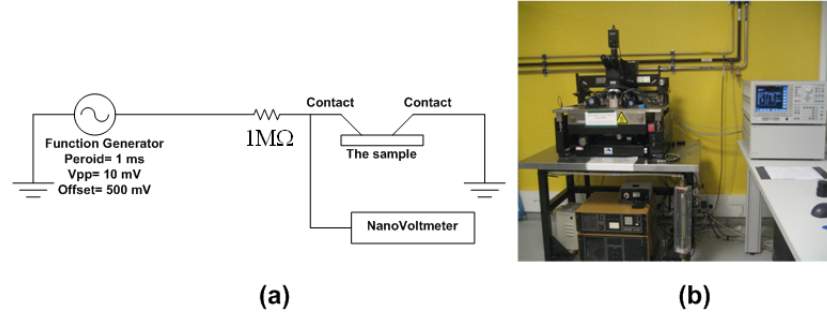 Contact
Contact
1MΩ
The sample
Function Generator
Peroid= 1 ms
Vpp= 10 mV
Offset= 500 mV
NanoVoltmeter
(a)
(b)